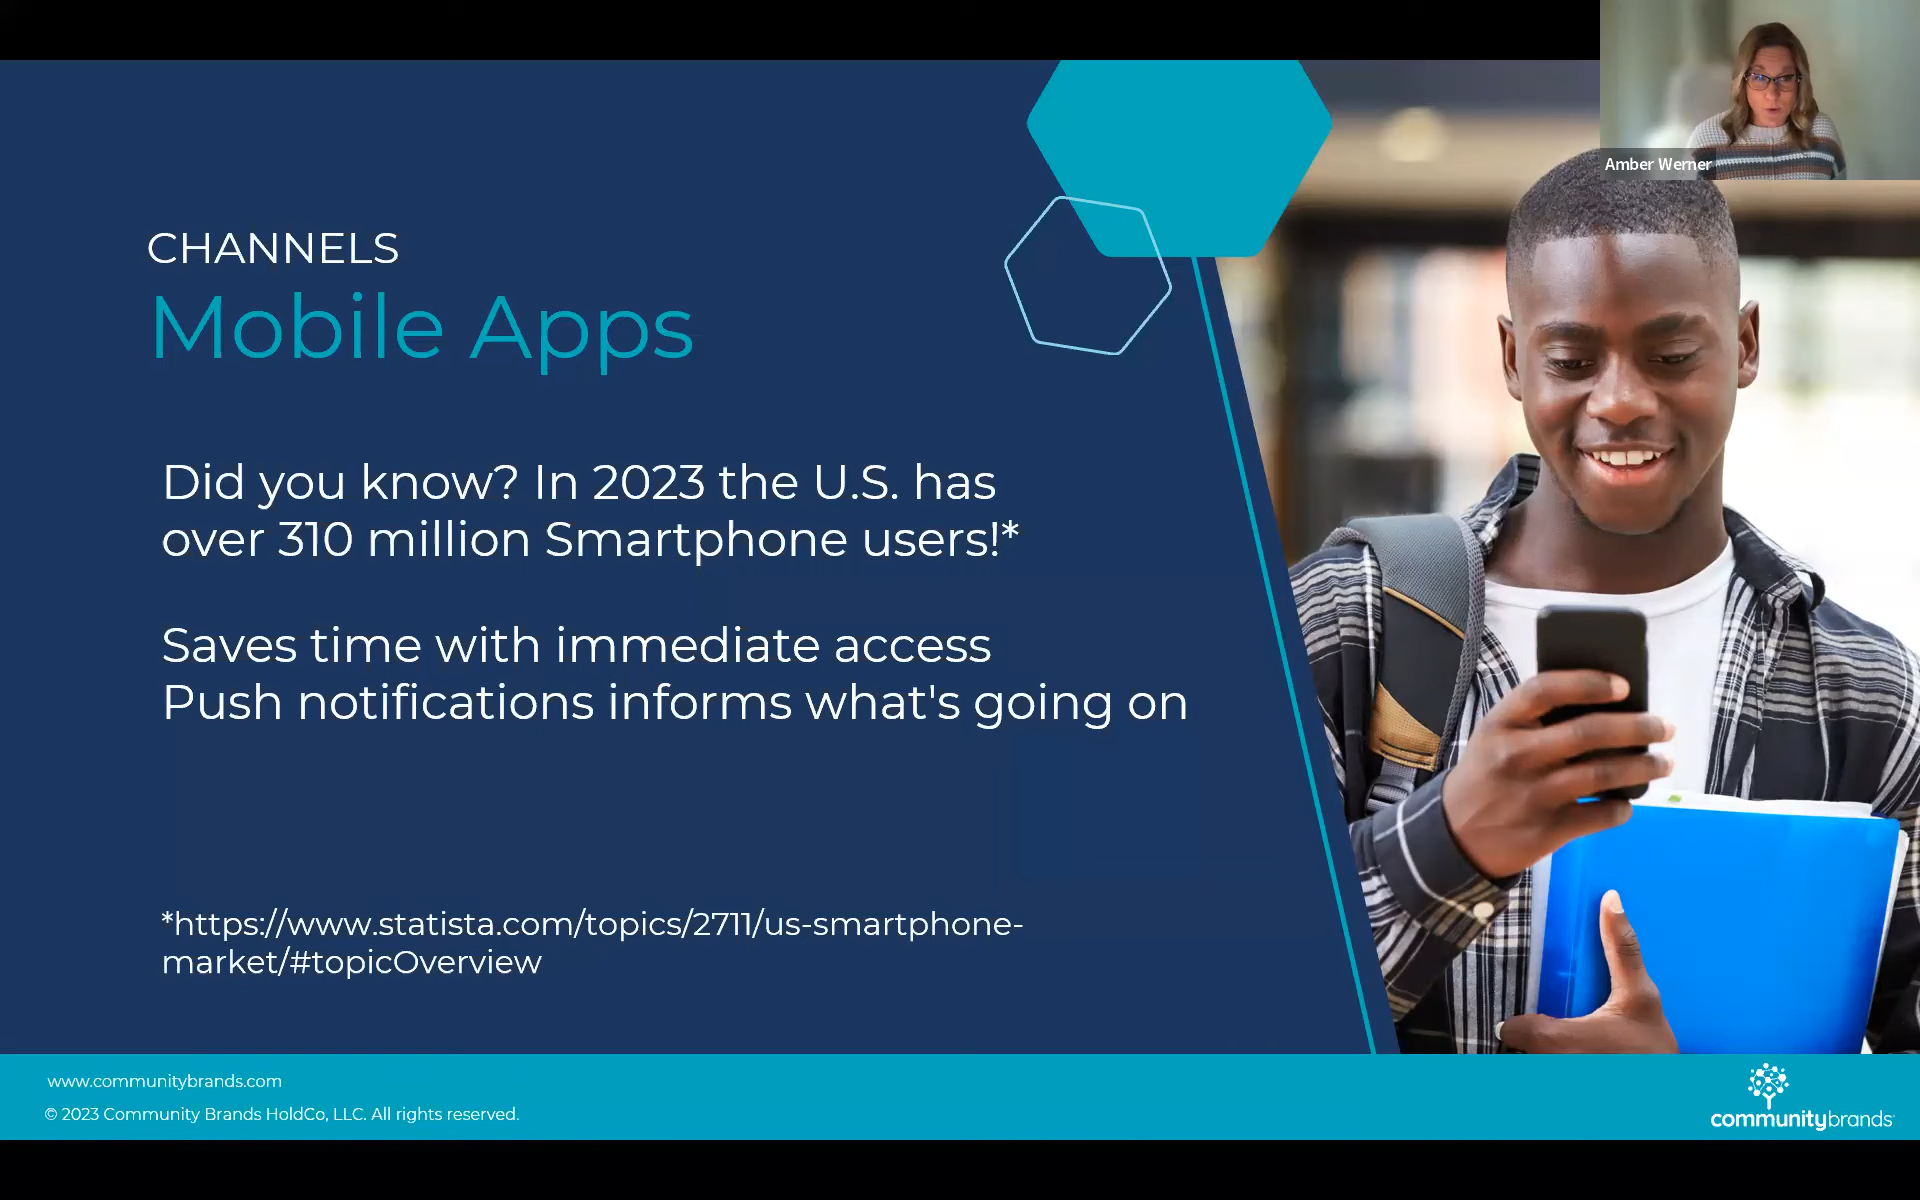 Amber Werner
CHANNELS
Mobile Apps
Did you know? In 2023 the U.S. has
over 310 million Smartphone users!*
Saves time with immediate access
Push notifications informs what's going on
*https://www.statista.com/topics/2711/us-smartphone-
market/#topicOverview
www.communitybrands.com
© 2023 Community Brands HoldCo, LLC. All rights reserved.
communitybrands